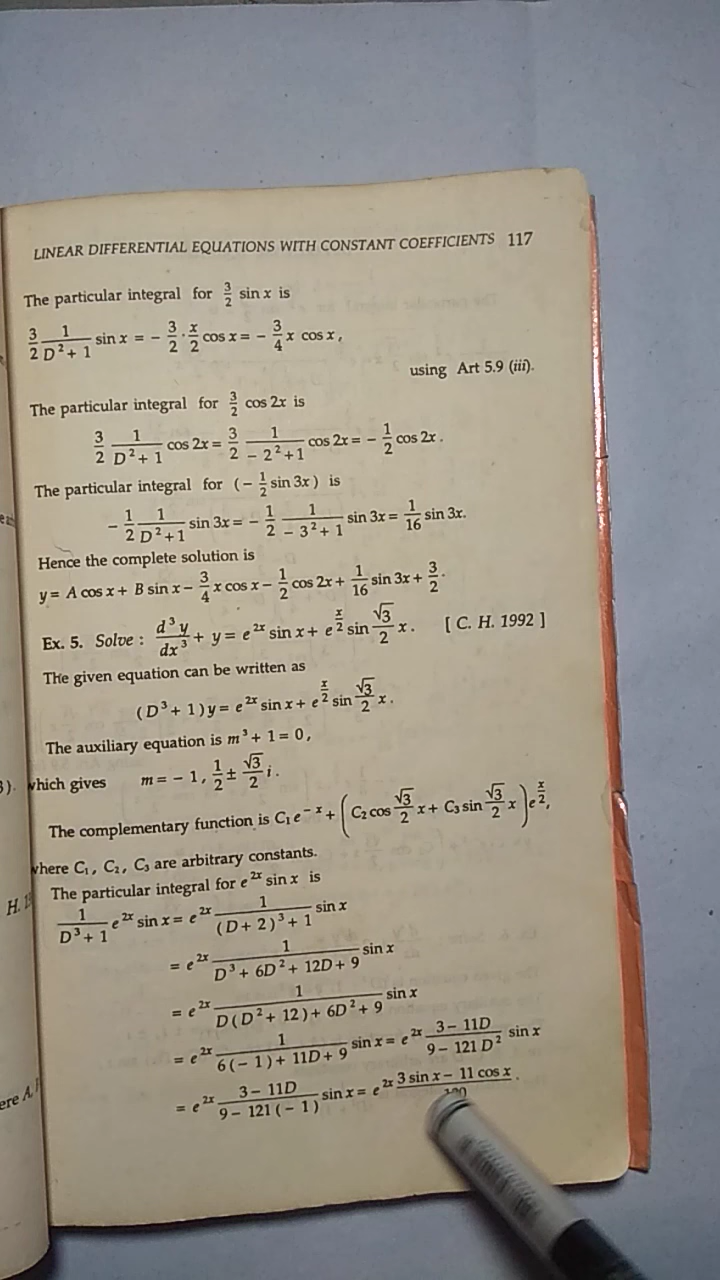 LINEAR DIFFERENTIAL EQUATIONS WITH CONSTANT COEFFICIENTS 117
The particular integral for 3/2 sin x is
3/2 1/(D² + 1) sin x = − 3/2 · x/2 cos x = − 3/4 x cos x,
using Art 5.9 (iii).
The particular integral for 3/2 cos 2x is
3/2 1/(D² + 1) cos 2x = 3/2 1/(− 2² + 1) cos 2x = − 1/2 cos 2x.
The particular integral for (− 1/2 sin 3x) is
− 1/2 1/(D² + 1) sin 3x = − 1/2 1/(− 3² + 1) sin 3x = 1/16 sin 3x.
Hence the complete solution is
y = A cos x + B sin x − 3/4 x cos x − 1/2 cos 2x + 1/16 sin 3x + 3/2.
Ex. 5. Solve : d³y/dx³ + y = e^(2x) sin x + e^(x/2) sin √3/2 x. [ C. H. 1992 ]
The given equation can be written as
(D³ + 1) y = e^(2x) sin x + e^(x/2) sin √3/2 x.
The auxiliary equation is m³ + 1 = 0,
which gives m = − 1, 1/2 ± √3/2 i.
The complementary function is C₁ e^(−x) + (C₂ cos √3/2 x + C₃ sin √3/2 x) e^(x/2),
where C₁, C₂, C₃ are arbitrary constants.
The particular integral for e^(2x) sin x is
1/(D³ + 1) e^(2x) sin x = e^(2x) 1/((D + 2)³ + 1) sin x
= e^(2x) 1/(D³ + 6D² + 12D + 9) sin x
= e^(2x) 1/(D (D² + 12) + 6D² + 9) sin x
= e^(2x) 1/(6(− 1) + 11D + 9) sin x = e^(2x) (3 − 11D)/(9 − 121 D²) sin x
= e^(2x) (3 − 11D)/(9 − 121 (− 1)) sin x = e^(2x) (3 sin x − 11 cos x)/130.